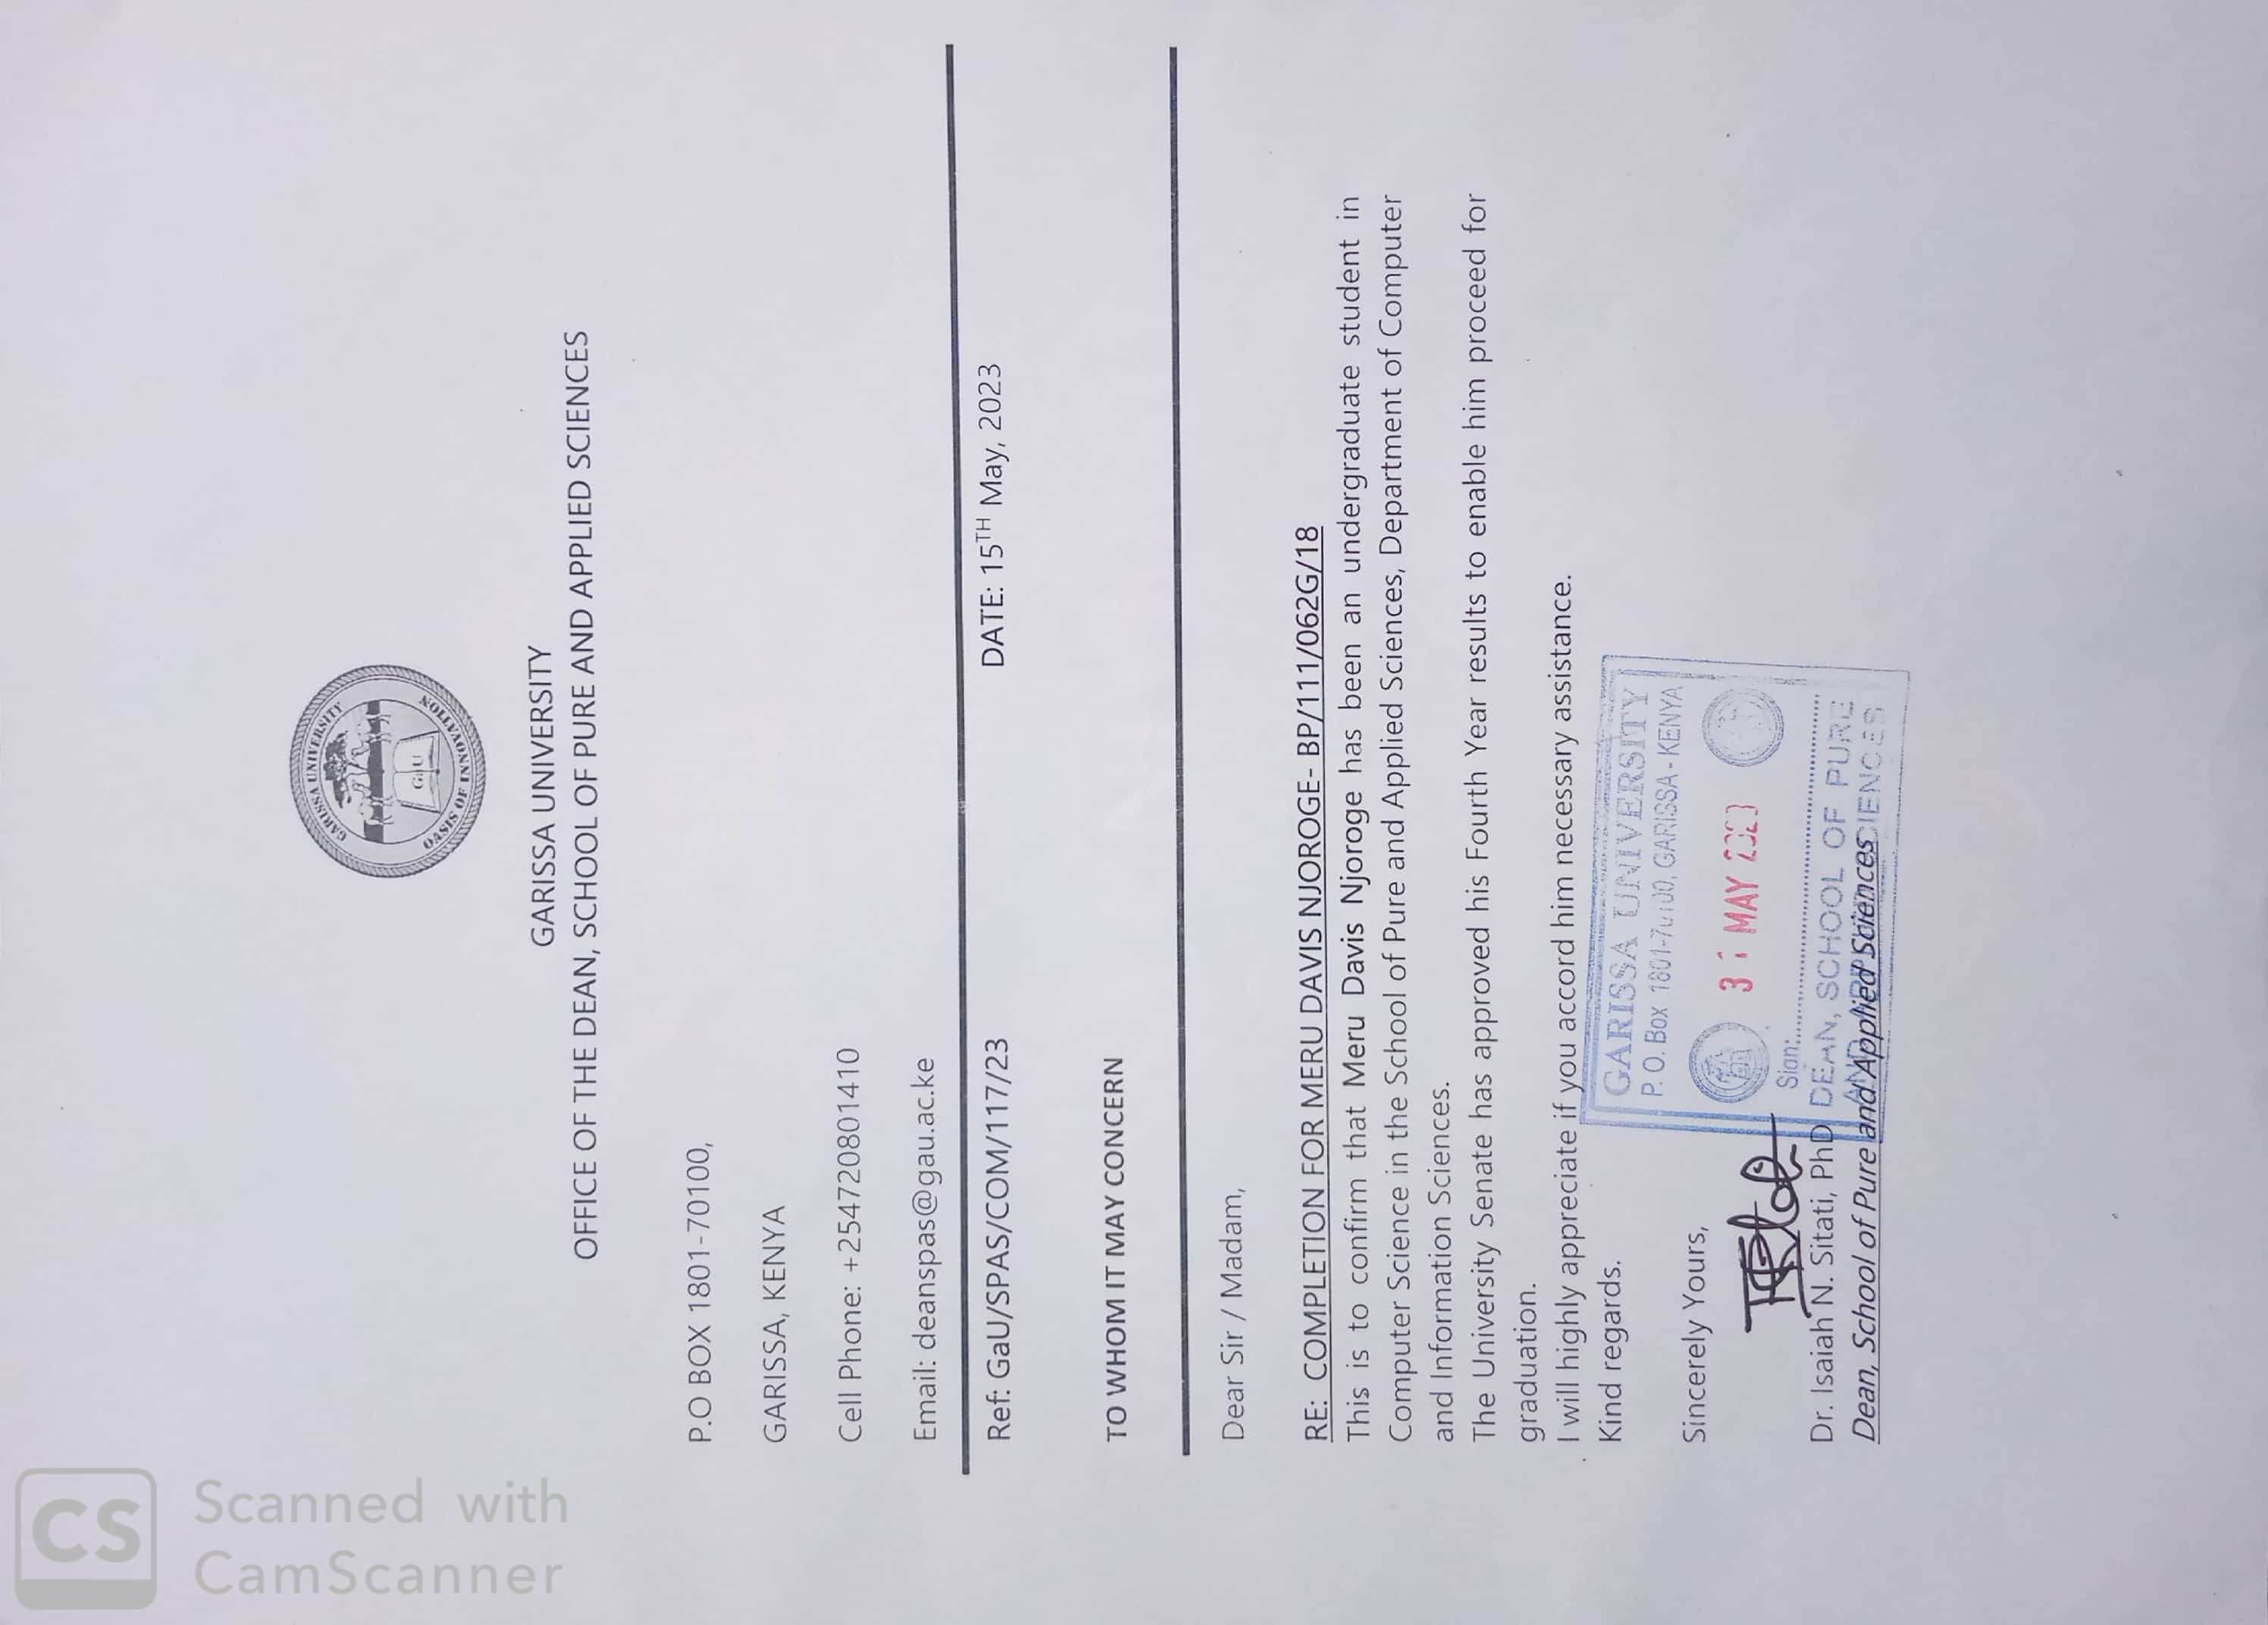 CS
Scanned with
CamScanner
GARISSA UNIVERSITY
GaU
OASIS OF INNOVATION
GARISSA UNIVERSITY
OFFICE OF THE DEAN, SCHOOL OF PURE AND APPLIED SCIENCES
P.O BOX 1801-70100,
GARISSA, KENYA
Cell Phone: +254720801410
Email: deanspas@gau.ac.ke
Ref: GaU/SPAS/COM/117/23 DATE: 15TH May, 2023
TO WHOM IT MAY CONCERN
Dear Sir / Madam,
RE: COMPLETION FOR MERU DAVIS NJOROGE- BP/111/062G/18
This is to confirm that Meru Davis Njoroge has been an undergraduate student in
Computer Science in the School of Pure and Applied Sciences, Department of Computer
and Information Sciences.
The University Senate has approved his Fourth Year results to enable him proceed for
graduation.
I will highly appreciate if you accord him necessary assistance.
Kind regards.
Sincerely Yours,
Dr. Isaiah N. Sitati, PhD
Dean, School of Pure and Applied Sciences
GARISSA UNIVERSITY
P. O. Box 1801-70100, GARISSA - KENYA
MAY 2023
Sign:
DEAN, SCHOOL OF PURE
AND APPLIED SCIENCES